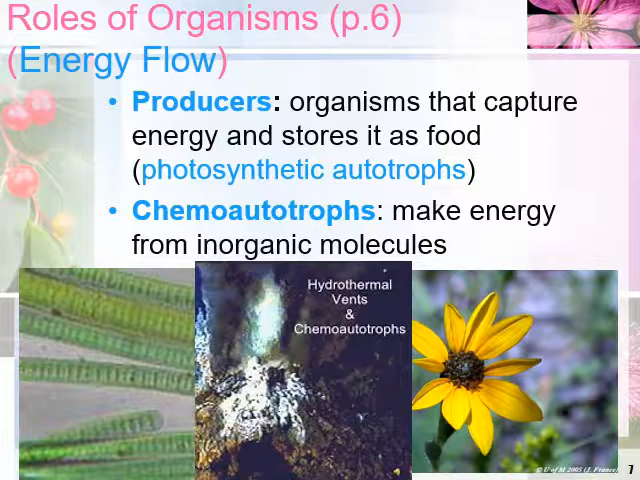 Roles of Organisms (p.6)
(Energy Flow)
• Producers: organisms that capture
energy and stores it as food
(photosynthetic autotrophs)
• Chemoautotrophs: make energy
from inorganic molecules
Hydrothermal
Vents
&
Chemoautotrophs
© U of M 2005 (J. France)
7